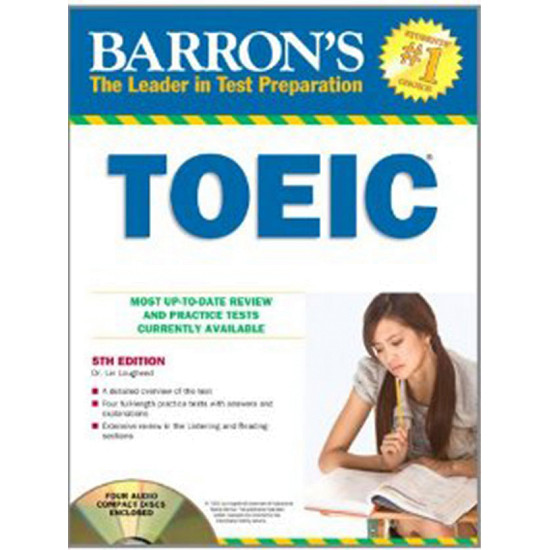 BARRON'S
The Leader in Test Preparation
STUDENTS'
#1
CHOICE
TOEIC®
MOST UP-TO-DATE REVIEW
AND PRACTICE TESTS
CURRENTLY AVAILABLE
5TH EDITION
Dr. Lin Lougheed
A detailed overview of the test
Four full-length practice tests with answers and
explanations
Extensive review in the Listening and Reading
sections
FOUR AUDIO
COMPACT DISCS
ENCLOSED